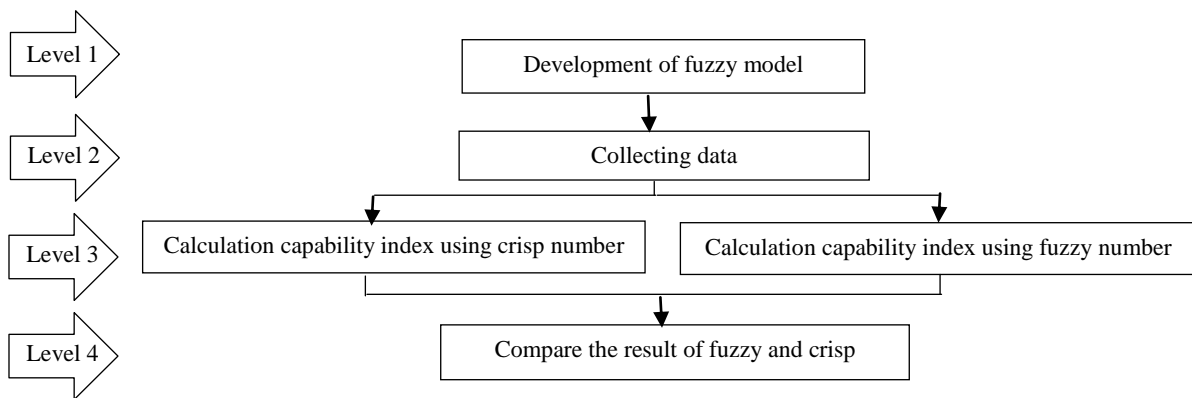 Level 1
Development of fuzzy model
Level 2
Collecting data
Level 3
Calculation capability index using crisp number
Calculation capability index using fuzzy number
Level 4
Compare the result of fuzzy and crisp